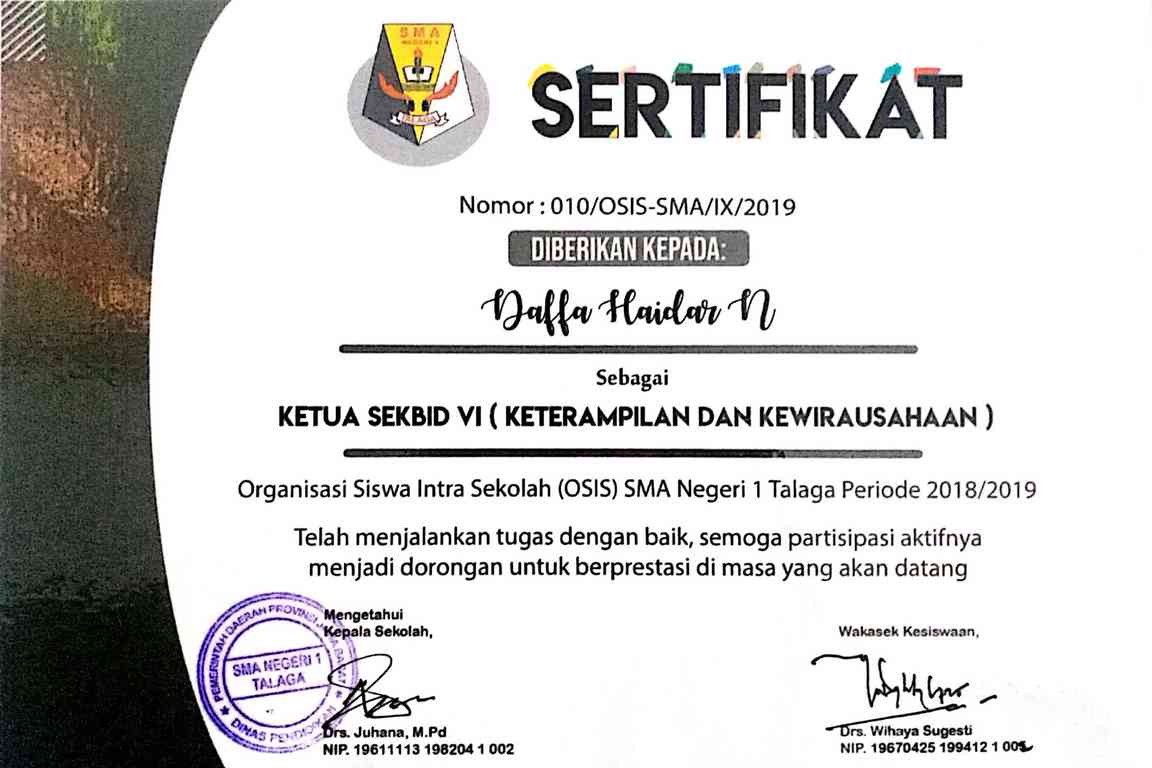 SMA
NEGERI 1
TALAGA
SERTIFIKAT
Nomor : 010/OSIS-SMA/IX/2019
DIBERIKAN KEPADA:
Daffa Haidar N
Sebagai
KETUA SEKBID VI ( KETERAMPILAN DAN KEWIRAUSAHAAN )
Organisasi Siswa Intra Sekolah (OSIS) SMA Negeri 1 Talaga Periode 2018/2019
Telah menjalankan tugas dengan baik, semoga partisipasi aktifnya
menjadi dorongan untuk berprestasi di masa yang akan datang
Mengetahui
Kepala Sekolah,
PEMERINTAH DAERAH PROVINSI JAWA BARAT
SMA NEGERI 1
TALAGA
DINAS PENDIDIKAN
Drs. Juhana, M.Pd
NIP. 19611113 198204 1 002
Wakasek Kesiswaan,
Drs. Wihaya Sugesti
NIP. 19670425 199412 1 002